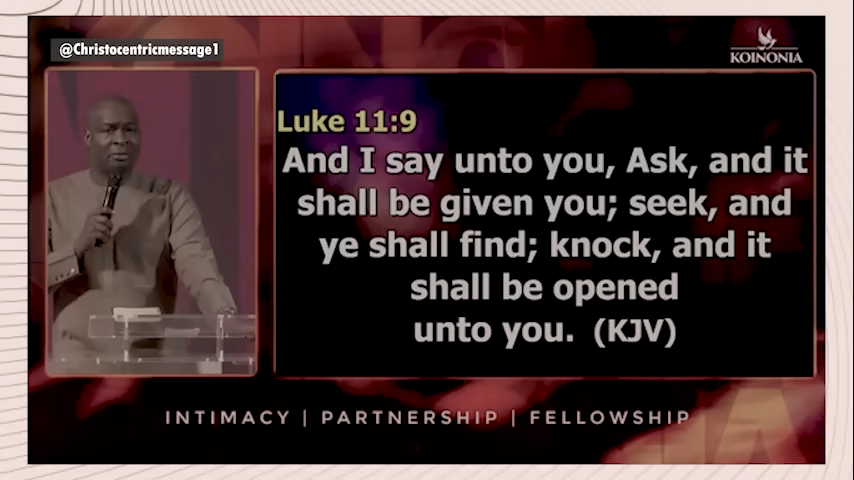 @Christocentricmessage1
KOINONIA
Luke 11:9
And I say unto you, Ask, and it
shall be given you; seek, and
ye shall find; knock, and it
shall be opened
unto you. (KJV)
INTIMACY | PARTNERSHIP | FELLOWSHIP